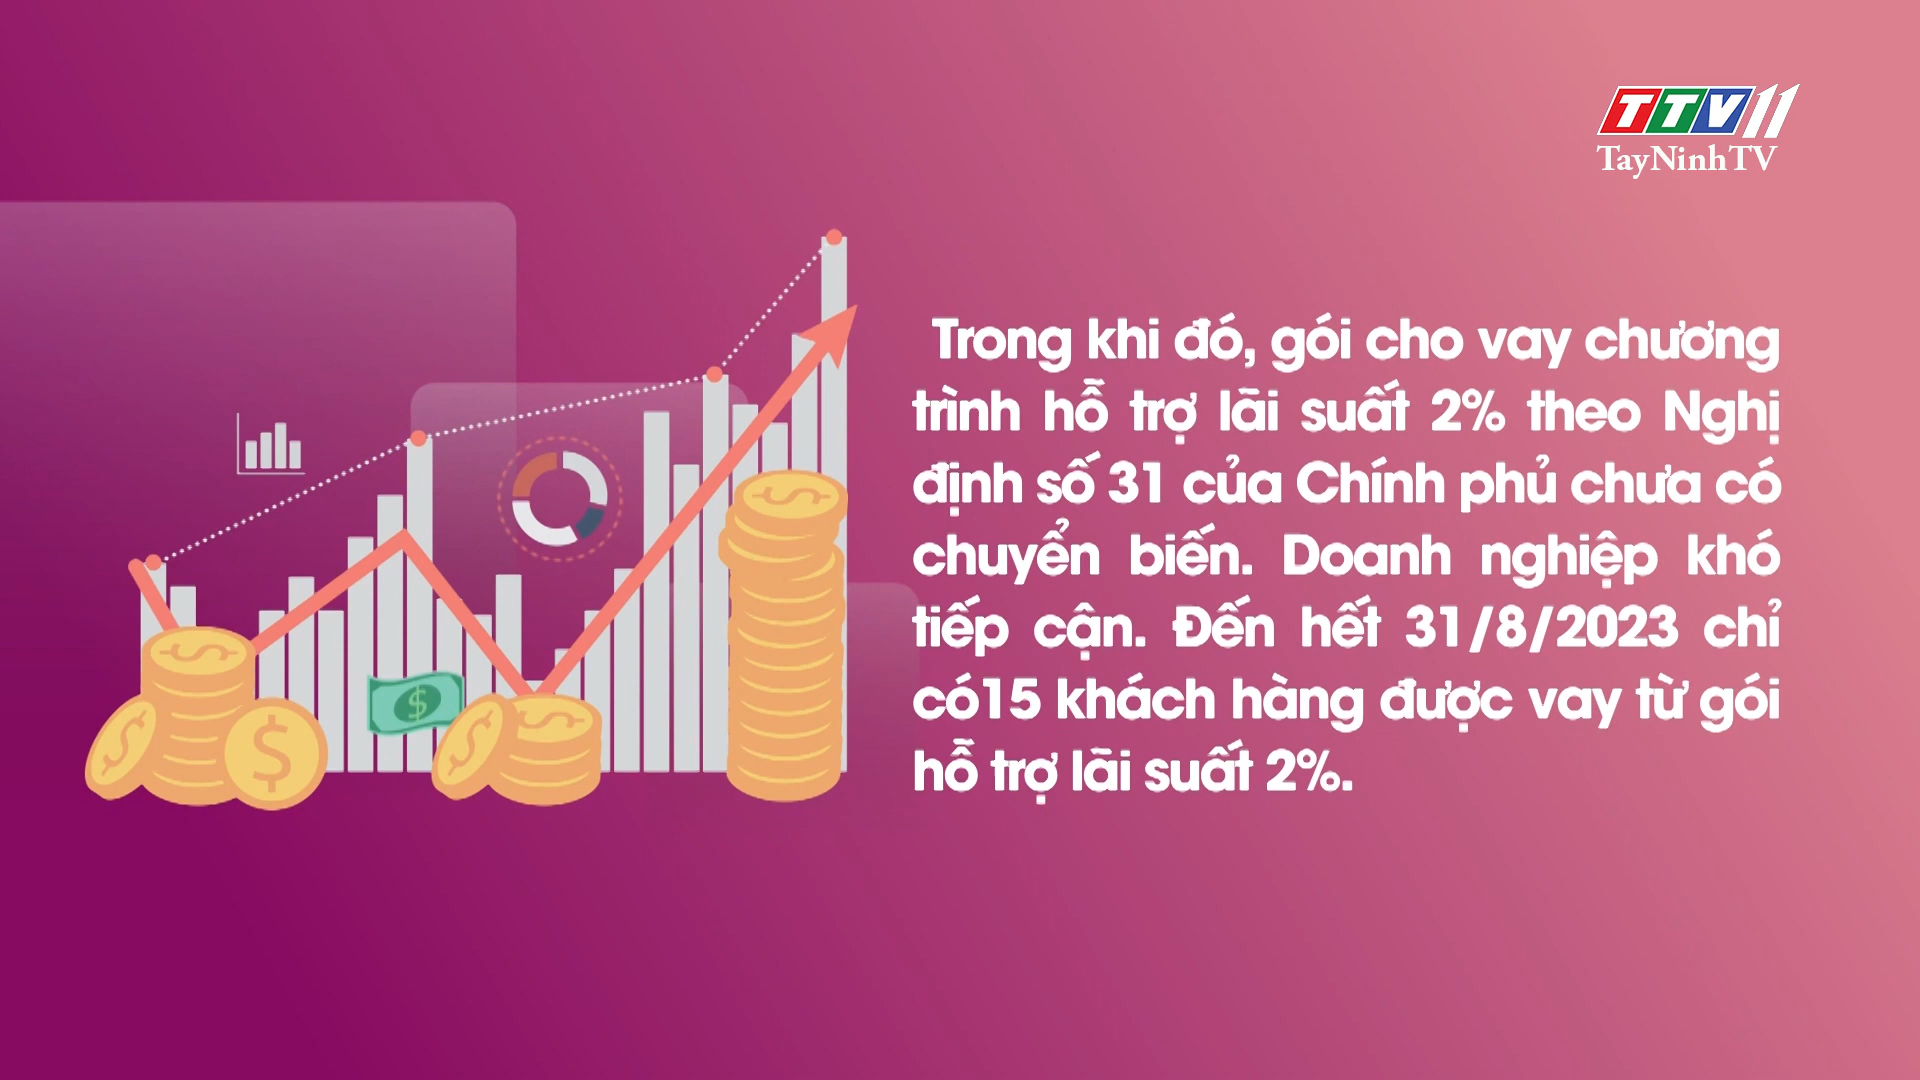 TTV11
TayNinhTV
Trong khi đó, gói cho vay chương
trình hỗ trợ lãi suất 2% theo Nghị
định số 31 của Chính phủ chưa có
chuyển biến. Doanh nghiệp khó
tiếp cận. Đến hết 31/8/2023 chỉ
có15 khách hàng được vay từ gói
hỗ trợ lãi suất 2%.